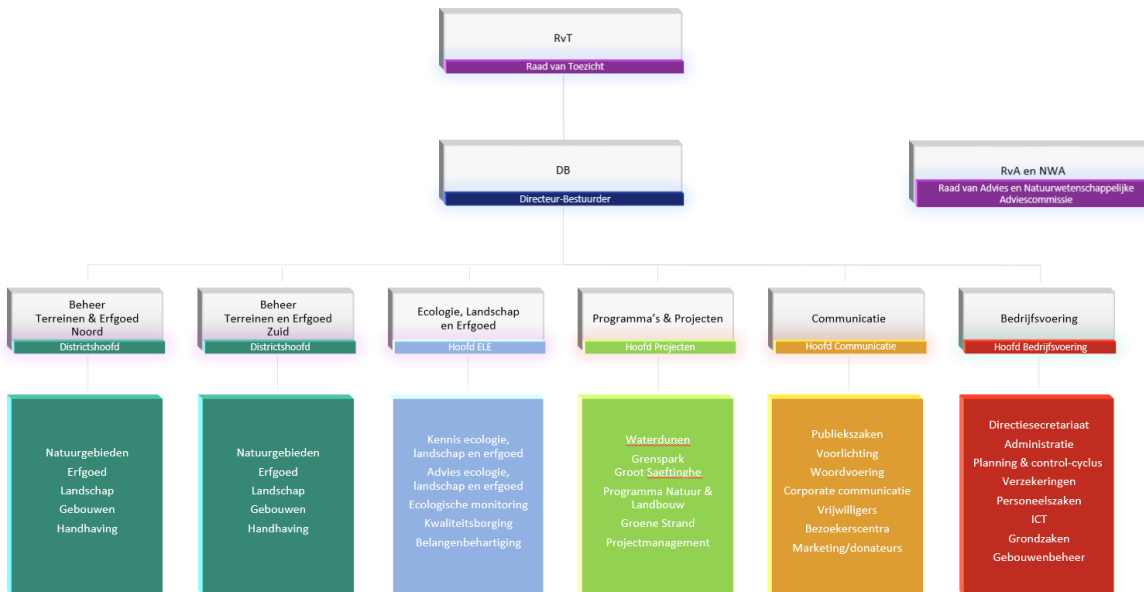 RvT
Raad van Toezicht
DB
Directeur-Bestuurder
RvA en NWA
Raad van Advies en Natuurwetenschappelijke
Adviescommissie
Beheer
Terreinen & Erfgoed
Noord
Districtshoofd
Beheer
Terreinen en Erfgoed
Zuid
Districtshoofd
Ecologie, Landschap
en Erfgoed
Hoofd ELE
Programma's & Projecten
Hoofd Projecten
Communicatie
Hoofd Communicatie
Bedrijfsvoering
Hoofd Bedrijfsvoering
Natuurgebieden
Erfgoed
Landschap
Gebouwen
Handhaving
Natuurgebieden
Erfgoed
Landschap
Gebouwen
Handhaving
Kennis ecologie,
landschap en erfgoed
Advies ecologie,
landschap en erfgoed
Ecologische monitoring
Kwaliteitsborging
Belangenbehartiging
Waterdunen
Grenspark
Groot Saeftinghe
Programma Natuur &
Landbouw
Groene Strand
Projectmanagement
Publiekszaken
Voorlichting
Woordvoering
Corporate communicatie
Vrijwilligers
Bezoekerscentra
Marketing/donateurs
Directiesecretariaat
Administratie
Planning & control-cyclus
Verzekeringen
Personeelszaken
ICT
Grondzaken
Gebouwenbeheer